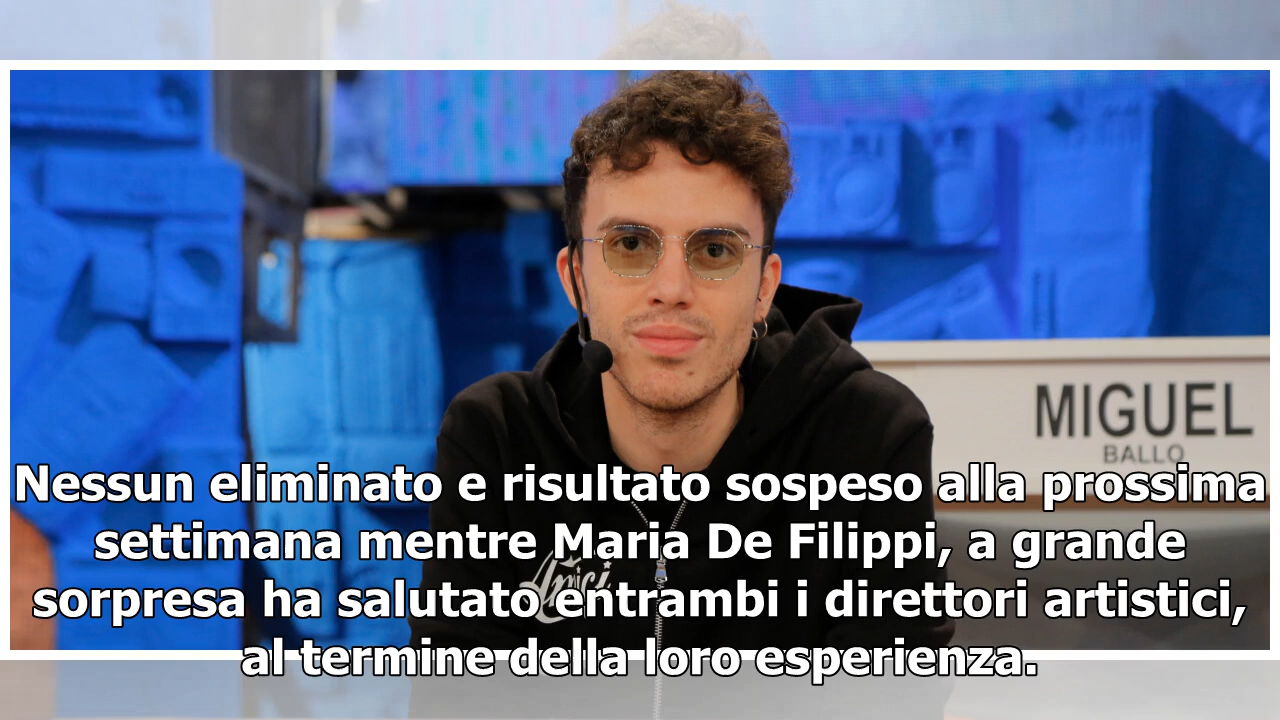 MIGUEL
BALLO
Nessun eliminato e risultato sospeso alla prossima
settimana mentre Maria De Filippi, a grande
Amici
sorpresa ha salutato entrambi i direttori artistici,
al termine della loro esperienza.